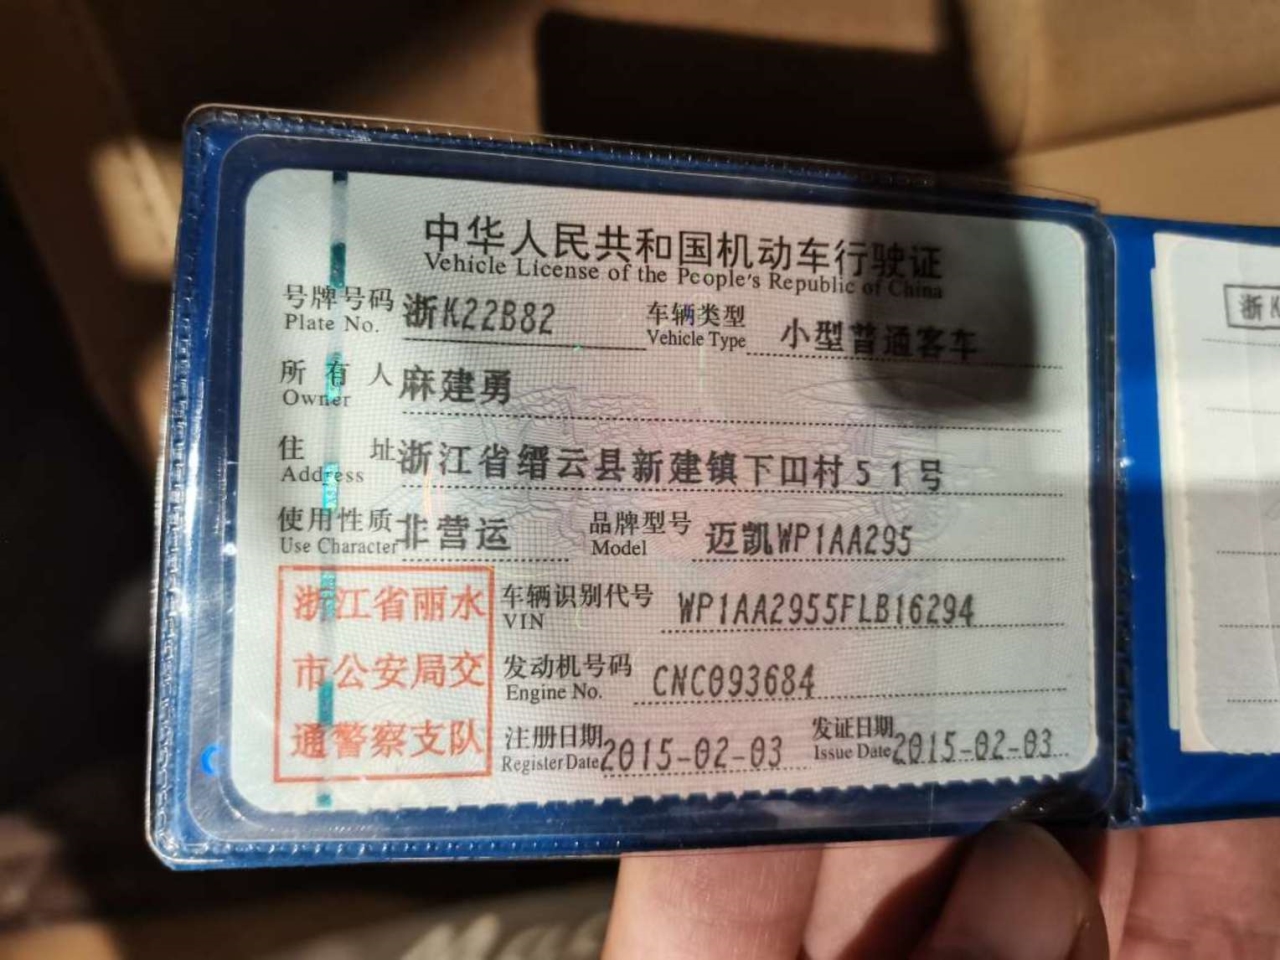 中华人民共和国机动车行驶证
Vehicle License of the People's Republic of China
号牌号码 浙K22B82 车辆类型 小型普通客车
Plate No. Vehicle Type
所有人 麻建勇
Owner
住址 浙江省缙云县新建镇下田村51号
Address
使用性质 非营运 品牌型号 迈凯WP1AA295
Use Character Model
浙江省丽水
市公安局交
通警察支队
车辆识别代号 WP1AA2955FLB16294
VIN
发动机号码 CNC093684
Engine No.
注册日期 2015-02-03 发证日期 2015-02-03
Register Date Issue Date
浙K